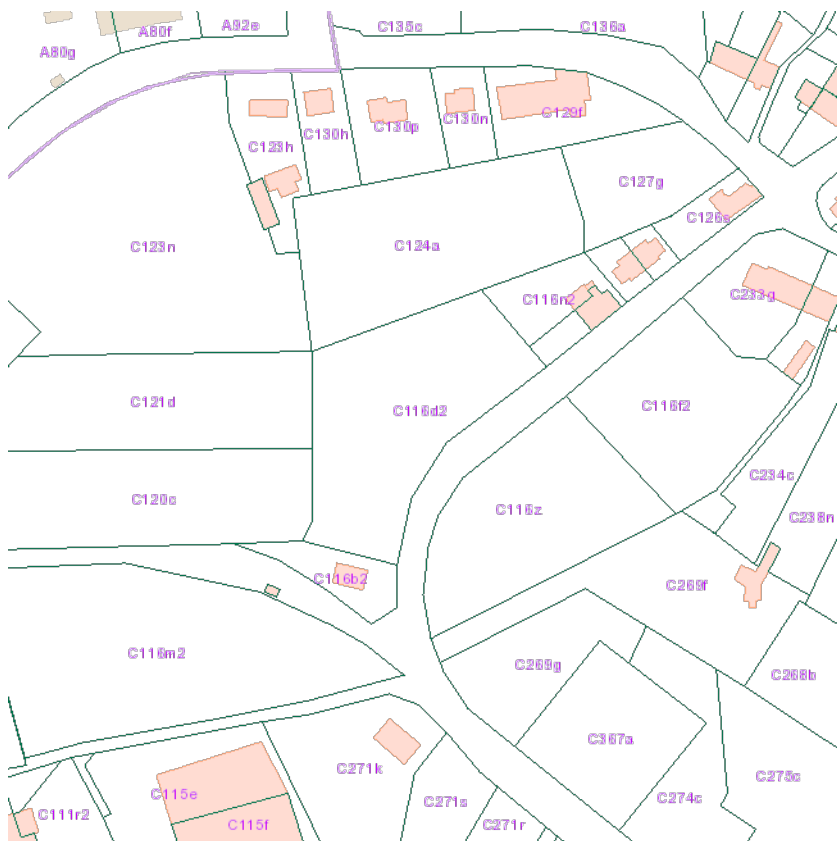 A80g
A80f
A92e
C135c
C136a
C123h
C130h
C130p
C130n
C129f
C127g
C126s
C123n
C124a
C116n2
C233g
C121d
C116d2
C116f2
C120c
C116z
C234c
C238n
C116b2
C269f
C116m2
C269g
C268b
C367a
C271k
C275c
C115e
C111r2
C115f
C271s
C271r
C274c